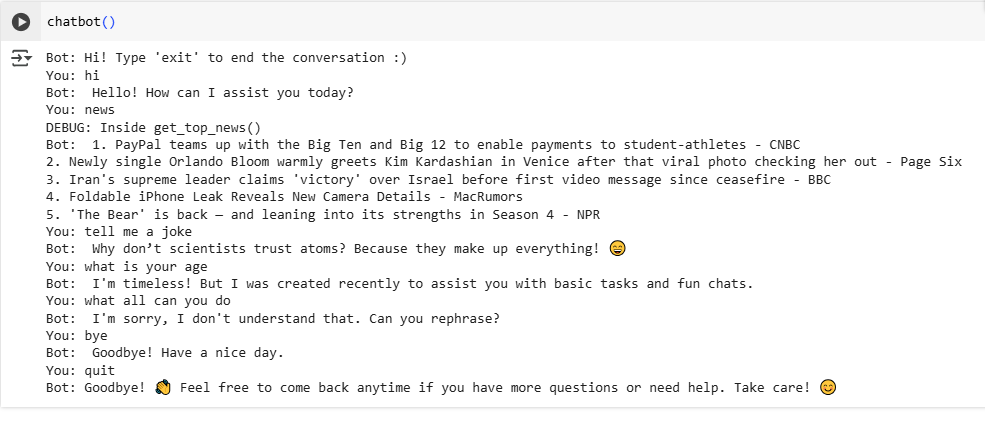 chatbot()
Bot: Hi! Type 'exit' to end the conversation :)
You: hi
Bot:  Hello! How can I assist you today?
You: news
DEBUG: Inside get_top_news()
Bot:  1. PayPal teams up with the Big Ten and Big 12 to enable payments to student-athletes - CNBC
2. Newly single Orlando Bloom warmly greets Kim Kardashian in Venice after that viral photo checking her out - Page Six
3. Iran's supreme leader claims 'victory' over Israel before first video message since ceasefire - BBC
4. Foldable iPhone Leak Reveals New Camera Details - MacRumors
5. 'The Bear' is back — and leaning into its strengths in Season 4 - NPR
You: tell me a joke
Bot:  Why don’t scientists trust atoms? Because they make up everything! 😄
You: what is your age
Bot:  I'm timeless! But I was created recently to assist you with basic tasks and fun chats.
You: what all can you do
Bot:  I'm sorry, I don't understand that. Can you rephrase?
You: bye
Bot:  Goodbye! Have a nice day.
You: quit
Bot: Goodbye! 👏 Feel free to come back anytime if you have more questions or need help. Take care! 😊